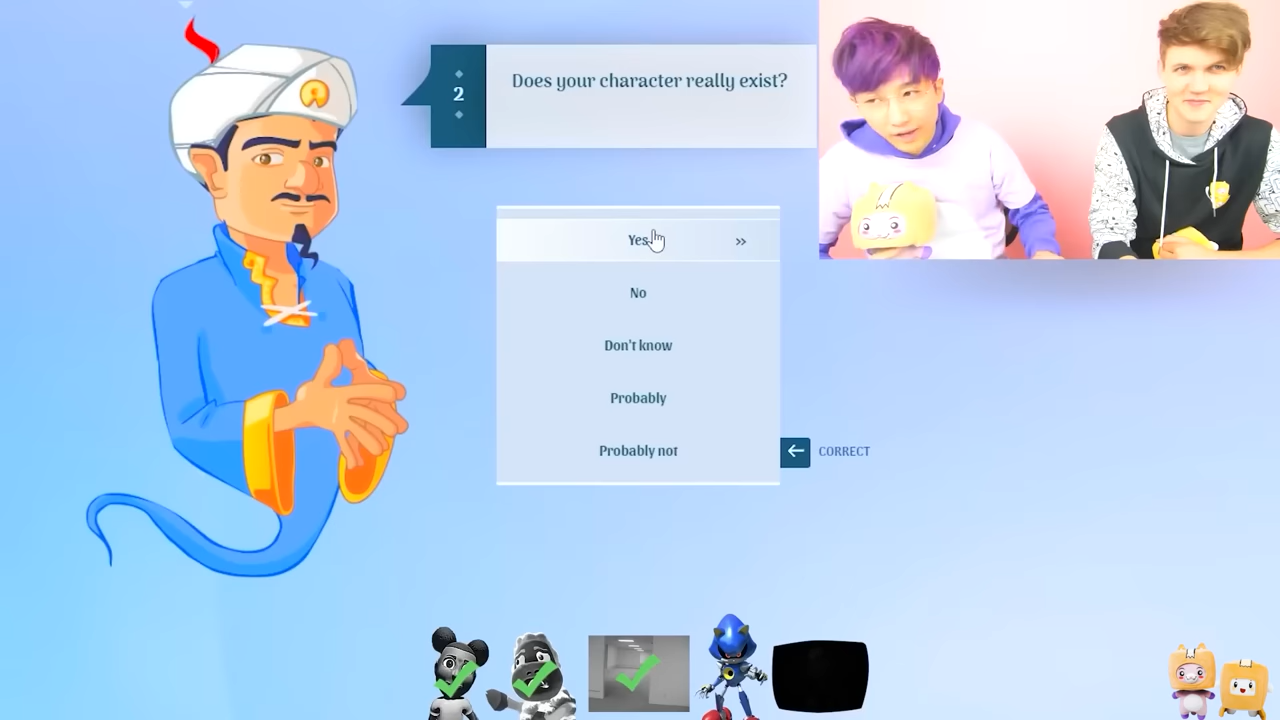 2
Does your character really exist?
Yes
No
Don't know
Probably
Probably not
CORRECT